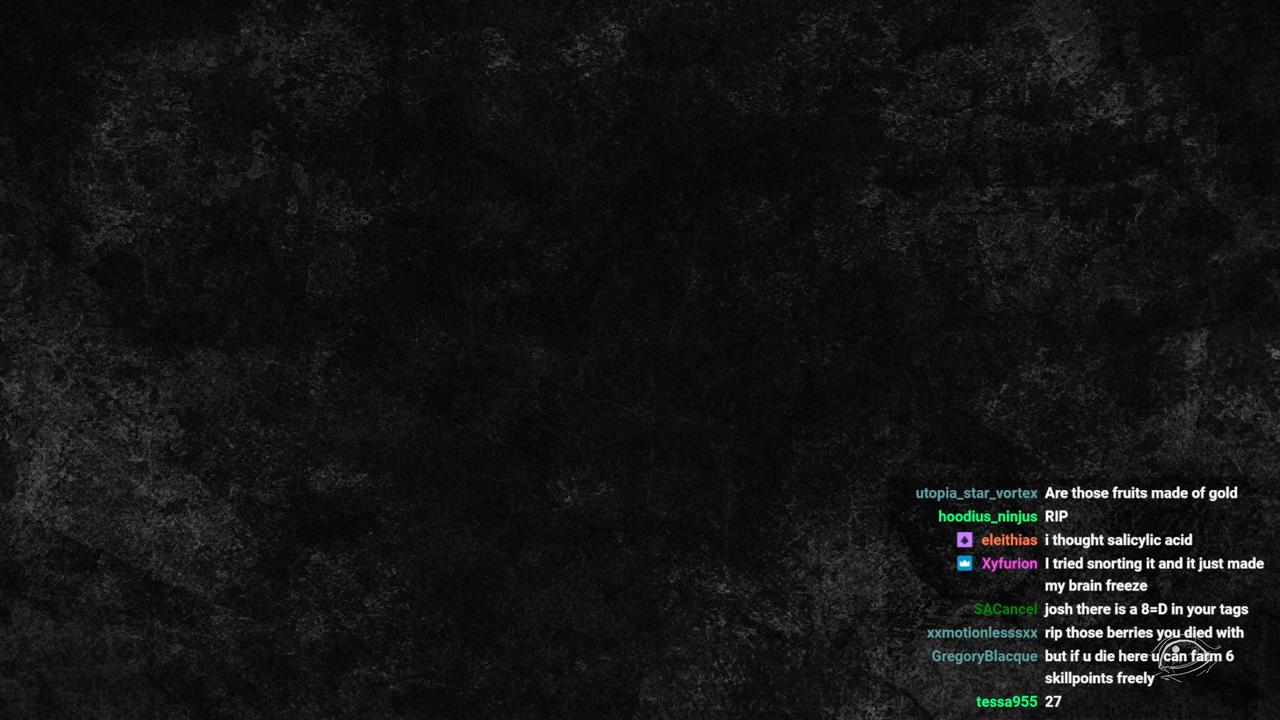 utopia_star_vortex Are those fruits made of gold
hoodius_ninjus RIP
eleithias i thought salicylic acid
Xyfurion I tried snorting it and it just made
my brain freeze
SACancel josh there is a 8=D in your tags
xxmotionlesssxx rip those berries you died with
GregoryBlacque but if u die here u can farm 6
skillpoints freely
tessa955 27